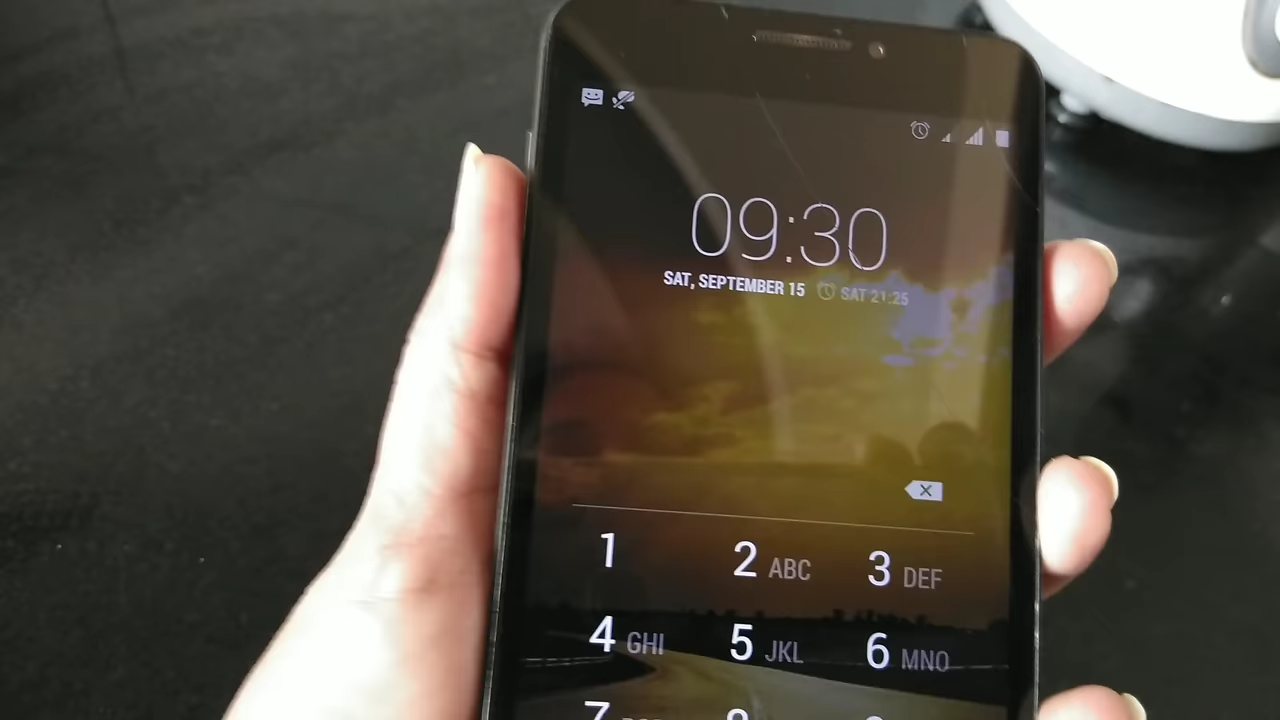 09:30
SAT, SEPTEMBER 15 SAT 21:25
1 2 ABC 3 DEF
4 GHI 5 JKL 6 MNO
7